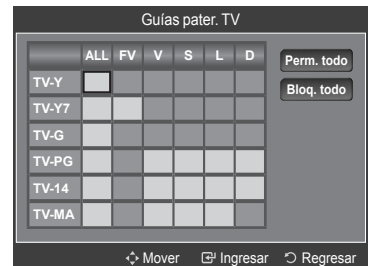 Guías pater. TV
ALL FV V S L D
Perm. todo
TV-Y
Bloq. todo
TV-Y7
TV-G
TV-PG
TV-14
TV-MA
Mover Ingresar Regresar